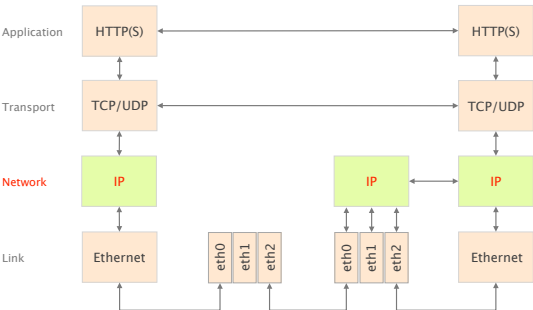 Application
HTTP(S)
HTTP(S)
Transport
TCP/UDP
TCP/UDP
Network
IP
IP
IP
Link
Ethernet
eth0
eth1
eth2
eth0
eth1
eth2
Ethernet